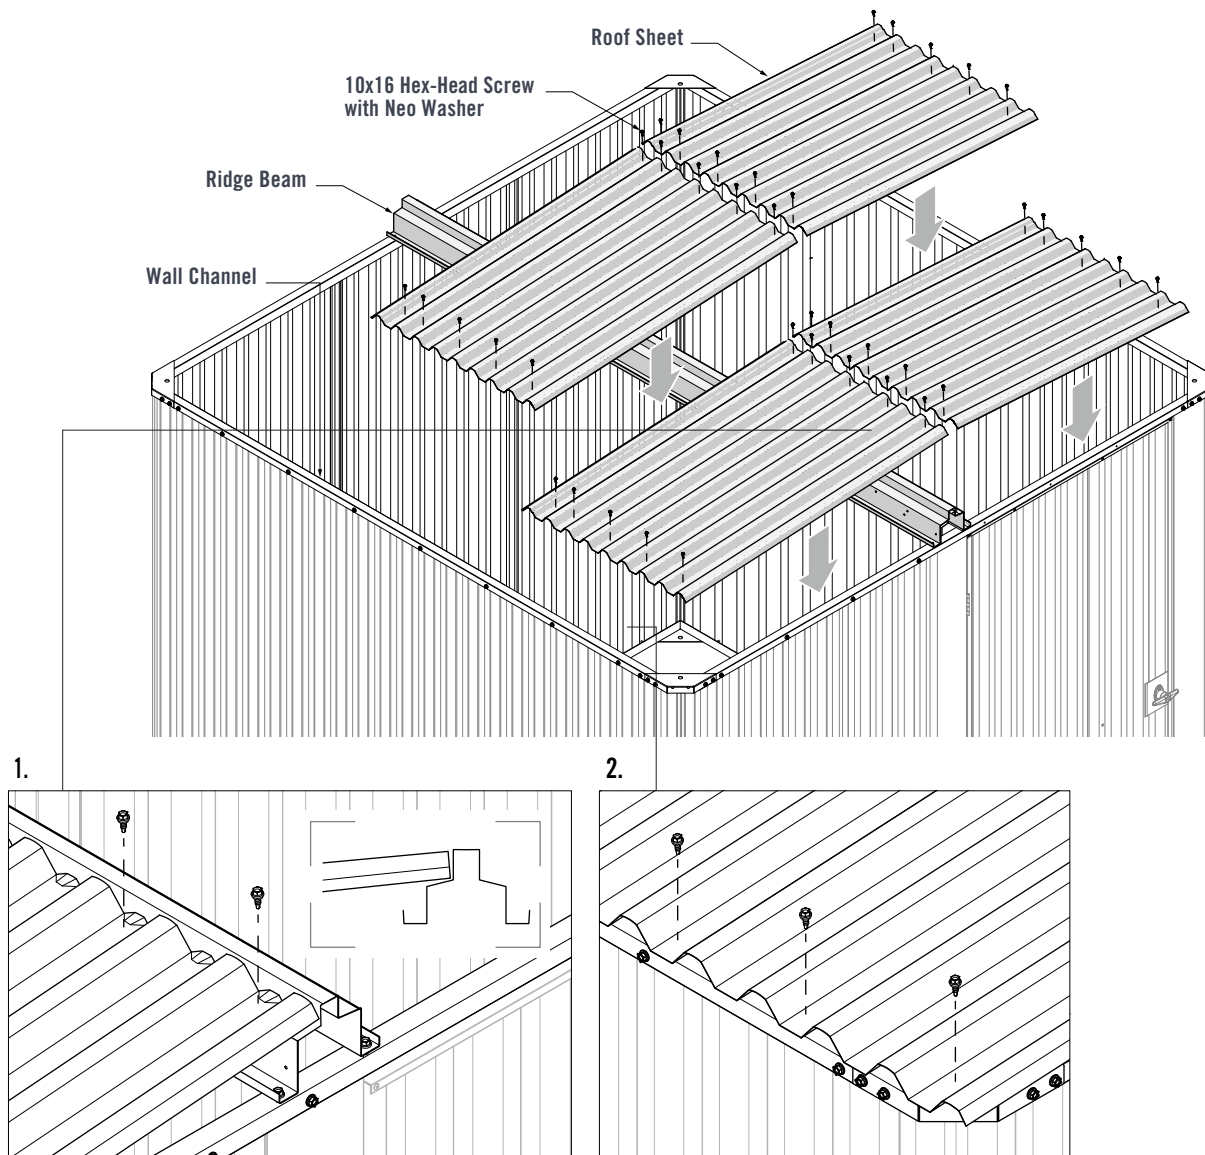 Roof Sheet
10x16 Hex-Head Screw
with Neo Washer
Ridge Beam
Wall Channel
1.
2.